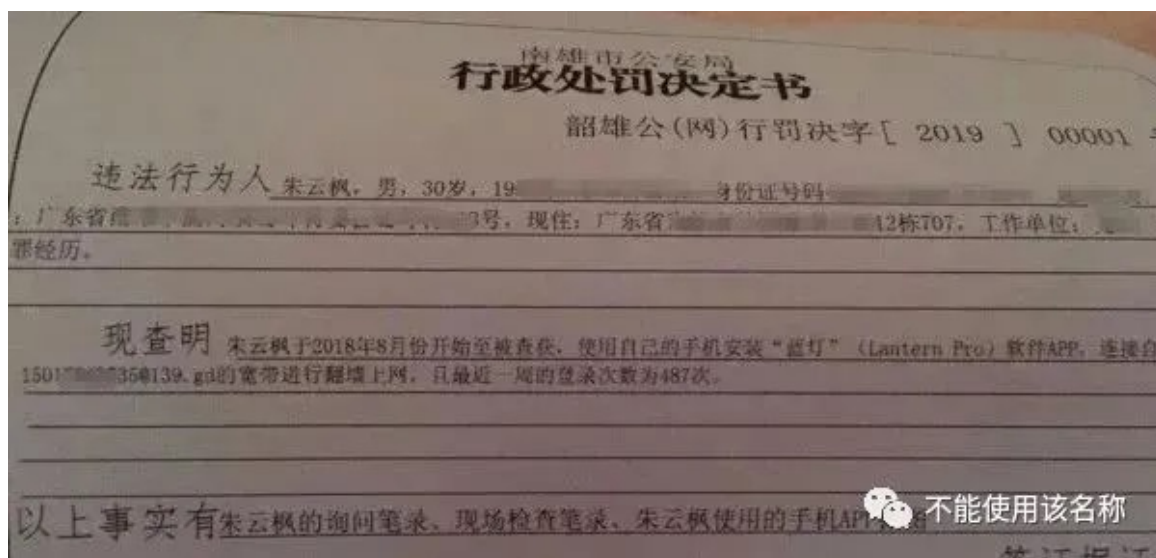 南雄市公安局
行政处罚决定书
韶雄公(网)行罚决字[ 2019 ] 00001
违法行为人 朱云枫, 男, 30岁, 19 身份证号码
: 广东省 3号, 现住: 广东省 12栋707, 工作单位:
罪经历。
现查明 朱云枫于2018年8月份开始至被查获, 使用自己的手机安装“蓝灯” (Lantern Pro) 软件APP, 连接自
1501 350139.gd的宽带进行翻墙上网, 且最近一周的登录次数为487次。
以上事实有朱云枫的询问笔录、现场检查笔录、朱云枫使用的手机AP
不能使用该名称